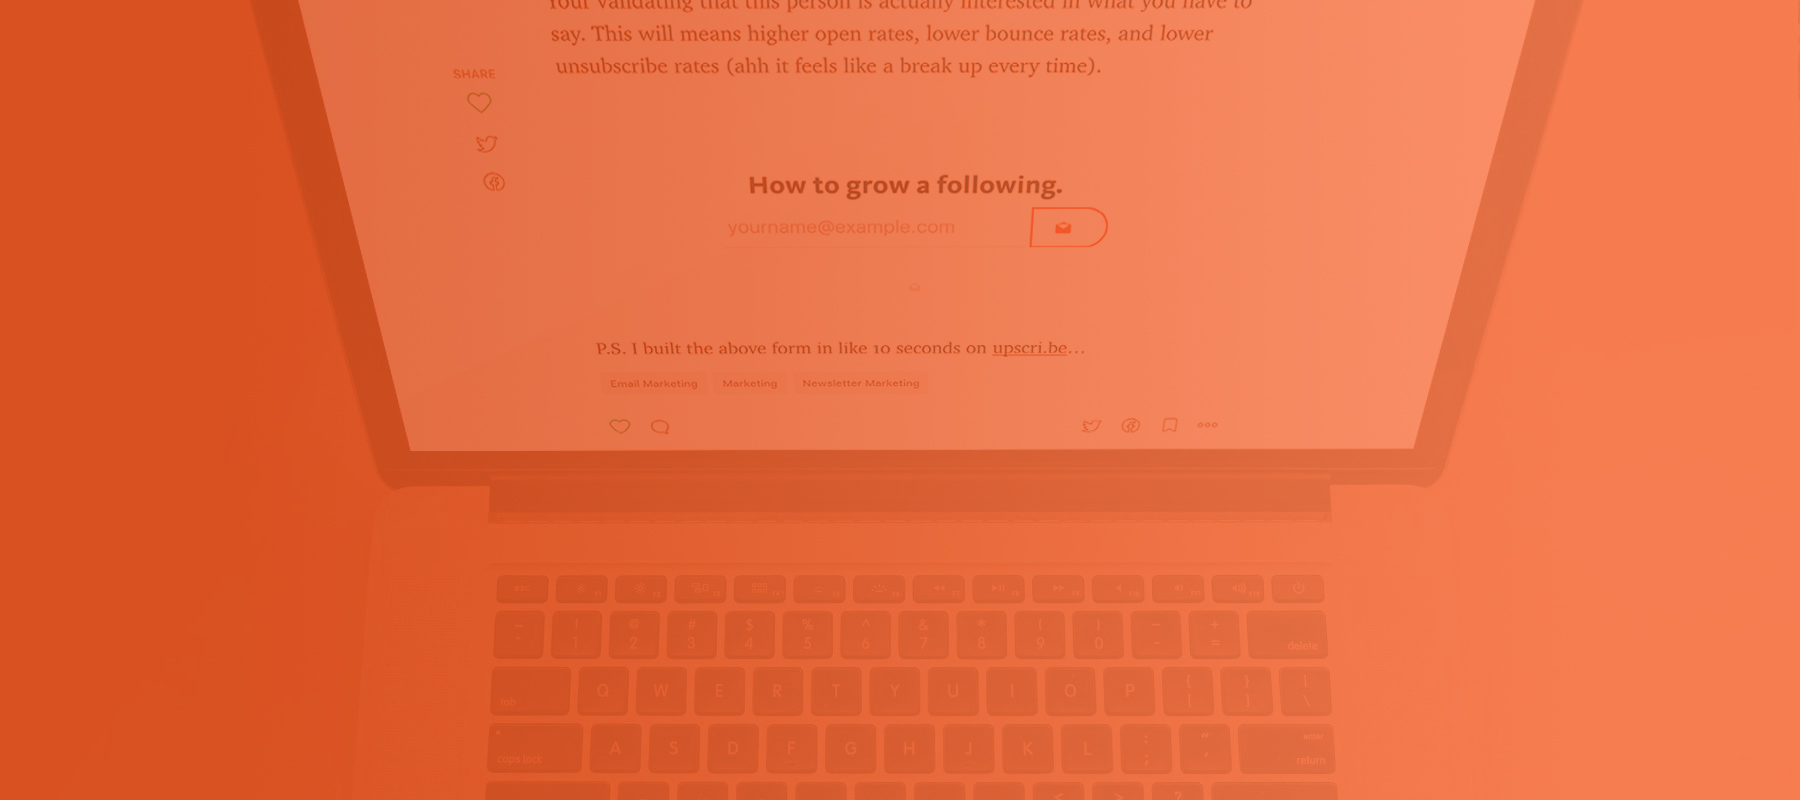 Your validating that this person is actually interested in what you have to
say. This will means higher open rates, lower bounce rates, and lower
unsubscribe rates (ahh it feels like a break up every time).
SHARE
How to grow a following.
yourname@example.com
P.S. I built the above form in like 10 seconds on upscri.be...
Email Marketing Marketing Newsletter Marketing
! @ # $ % ^ & * ( ) — +
1 2 3 4 5 6 7 8 9 0 - =
delete
tab Q W E R T Y U I O P { [ } ] | \
caps lock A S D F G H J K L : ; " ' enter return
< > ?